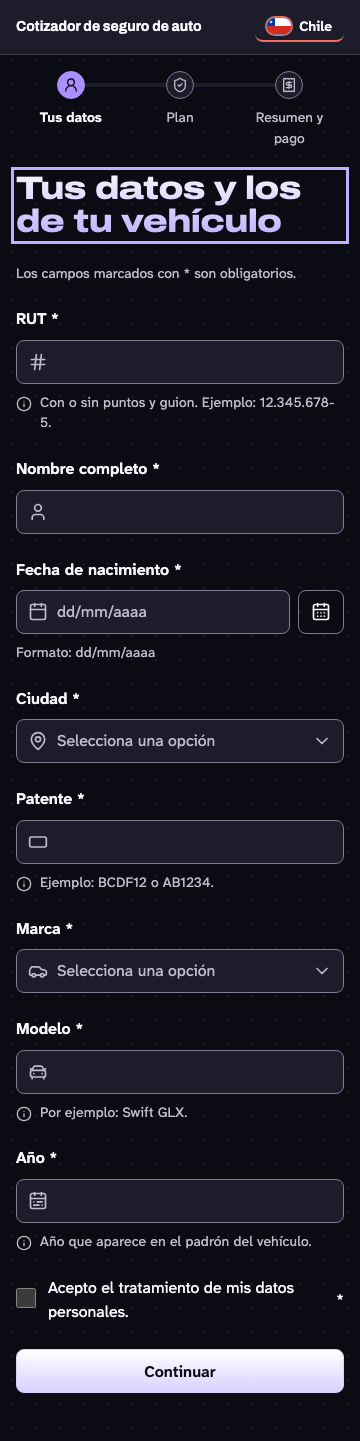 Cotizador de seguro de auto
Chile
Tus datos
Plan
Resumen y
pago
Tus datos y los
de tu vehículo
Los campos marcados con * son obligatorios.
RUT *
Con o sin puntos y guion. Ejemplo: 12.345.678-
5.
Nombre completo *
Fecha de nacimiento *
dd/mm/aaaa
Formato: dd/mm/aaaa
Ciudad *
Selecciona una opción
Patente *
Ejemplo: BCDF12 o AB1234.
Marca *
Selecciona una opción
Modelo *
Por ejemplo: Swift GLX.
Año *
Año que aparece en el padrón del vehículo.
Acepto el tratamiento de mis datos
personales.
*
Continuar